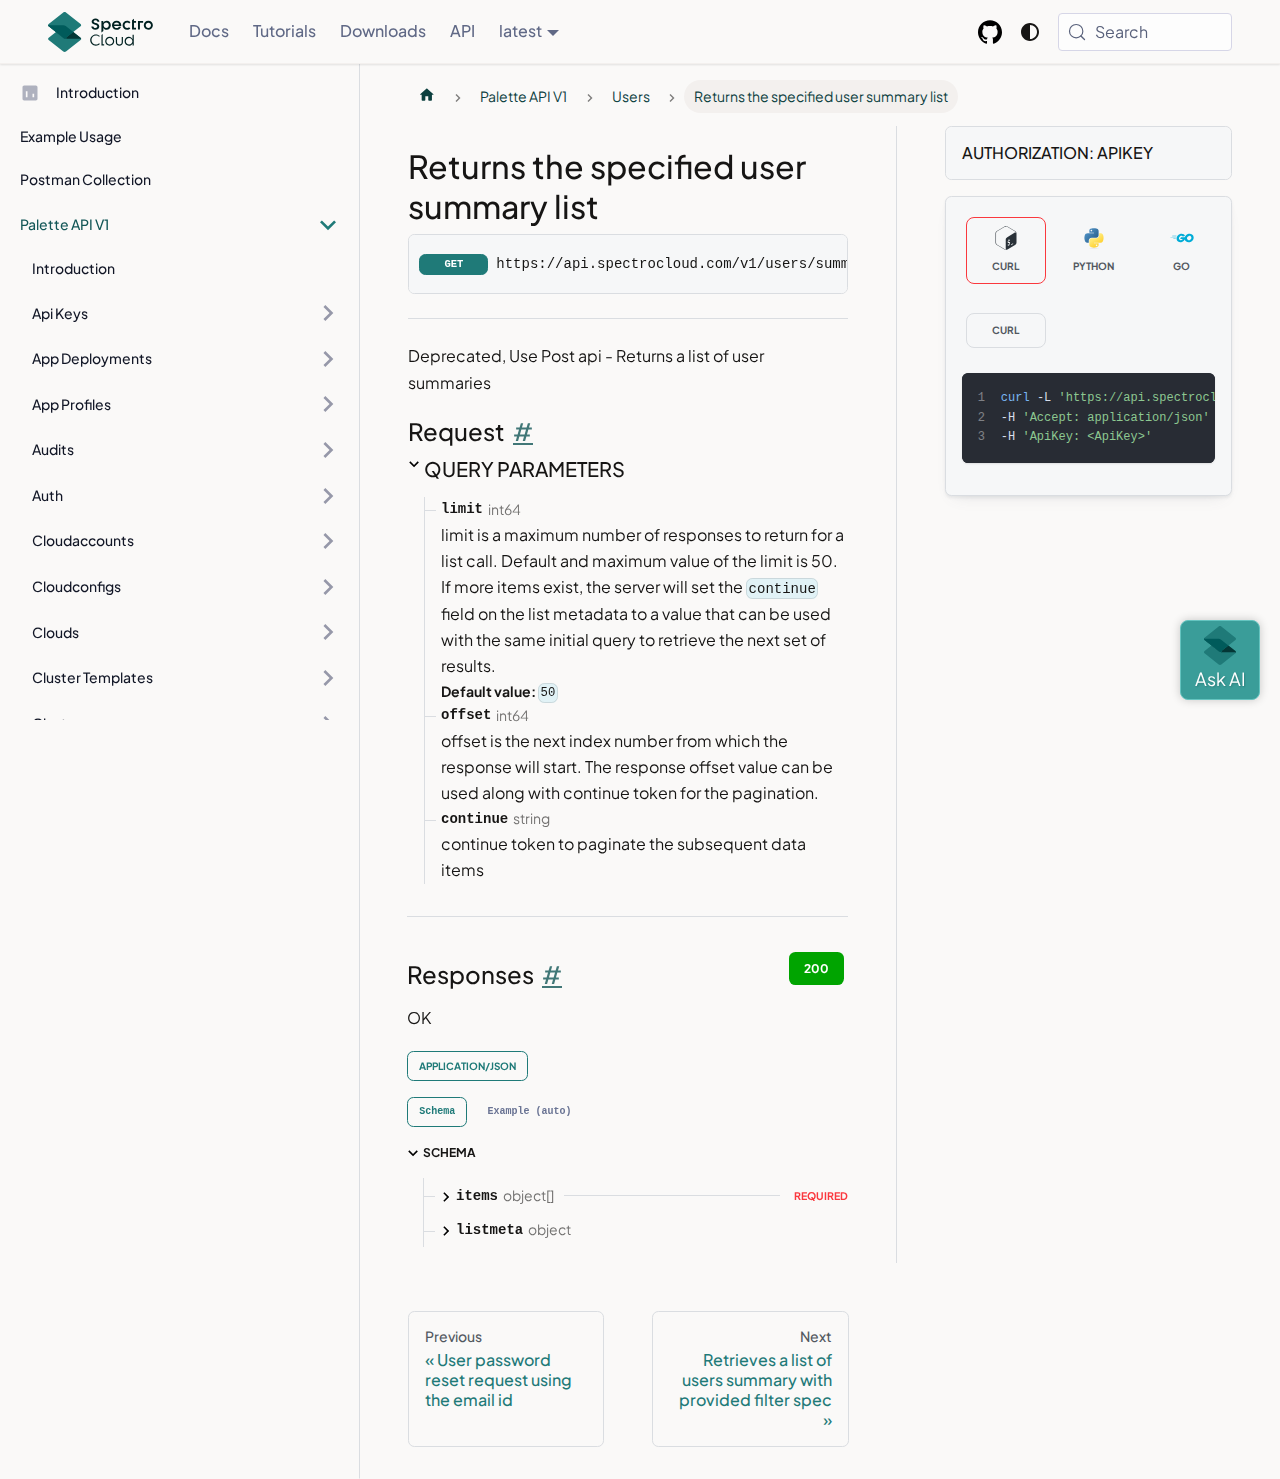 Spectro Cloud
Docs
Tutorials
Downloads
API
latest
Search
Introduction
Example Usage
Postman Collection
Palette API V1
Introduction
Api Keys
App Deployments
App Profiles
Audits
Auth
Cloudaccounts
Cloudconfigs
Clouds
Cluster Templates
Palette API V1
Users
Returns the specified user summary list
Returns the specified user
summary list
GET https://api.spectrocloud.com/v1/users/summ
Deprecated, Use Post api - Returns a list of user
summaries
Request #
QUERY PARAMETERS
limit int64
limit is a maximum number of responses to return for a
list call. Default and maximum value of the limit is 50.
If more items exist, the server will set the continue
field on the list metadata to a value that can be used
with the same initial query to retrieve the next set of
results.
Default value: 50
offset int64
offset is the next index number from which the
response will start. The response offset value can be
used along with continue token for the pagination.
continue string
continue token to paginate the subsequent data
items
Responses #
200
OK
APPLICATION/JSON
Schema
Example (auto)
SCHEMA
items object[]
REQUIRED
listmeta object
Previous
« User password
reset request using
the email id
Next
Retrieves a list of
users summary with
provided filter spec
»
AUTHORIZATION: APIKEY
CURL
PYTHON
GO
CURL
1 curl -L 'https://api.spectrocl
2 -H 'Accept: application/json'
3 -H 'ApiKey: <ApiKey>'
Ask AI